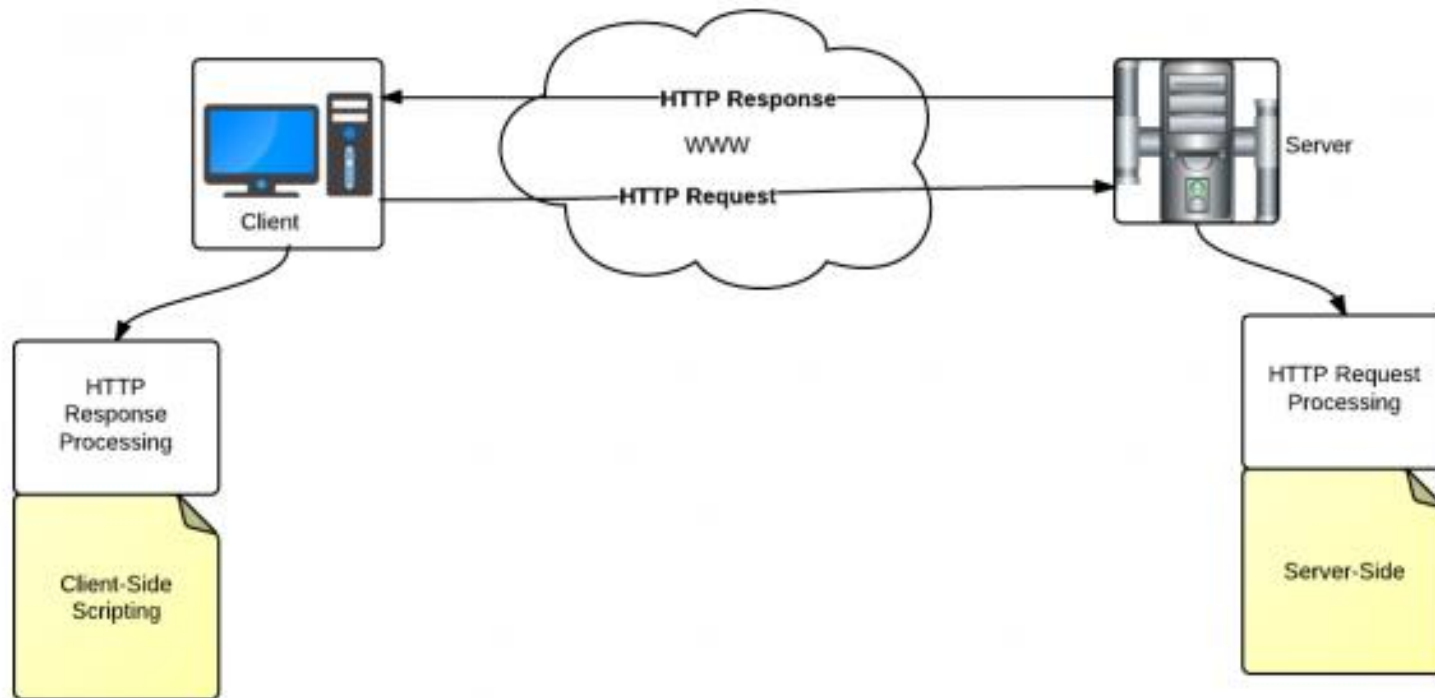 HTTP Response
WWW
HTTP Request
Client
Server
HTTP
Response
Processing
Client-Side
Scripting
HTTP Request
Processing
Server-Side